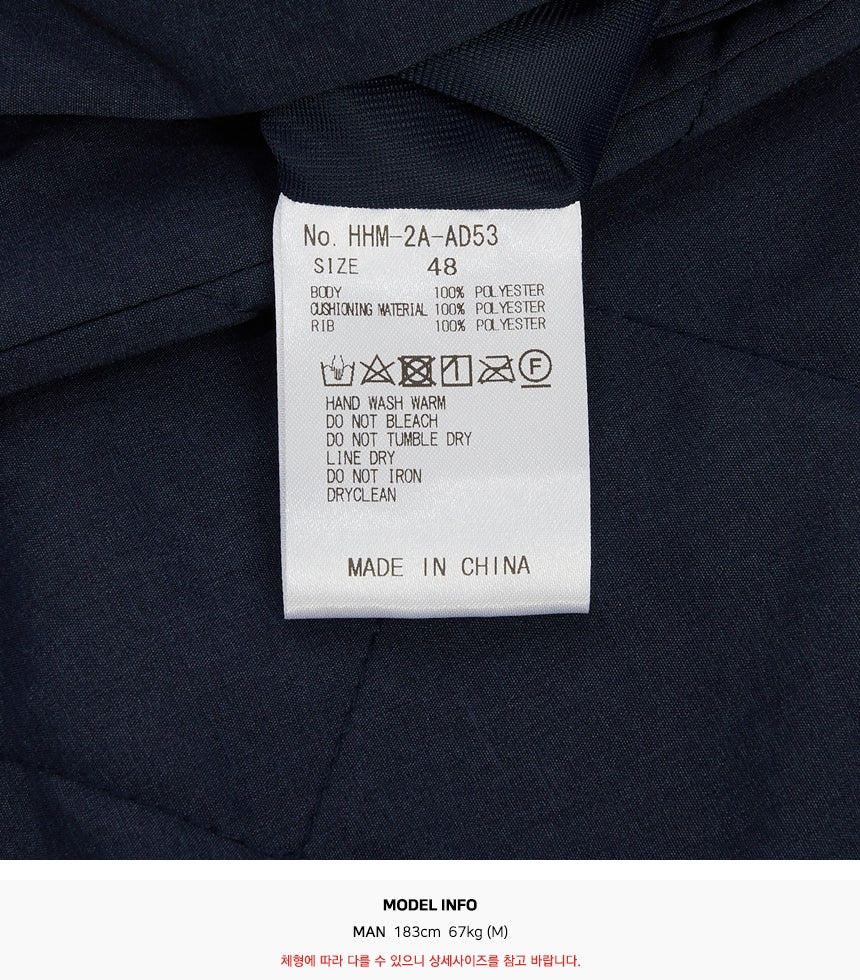 No. HHM-2A-AD53
SIZE 48
BODY 100% POLYESTER
CUSHIONING MATERIAL 100% POLYESTER
RIB 100% POLYESTER
F
HAND WASH WARM
DO NOT BLEACH
DO NOT TUMBLE DRY
LINE DRY
DO NOT IRON
DRYCLEAN
MADE IN CHINA
MODEL INFO
MAN 183cm 67kg (M)
체형에 따라 다를 수 있으니 상세사이즈를 참고 바랍니다.